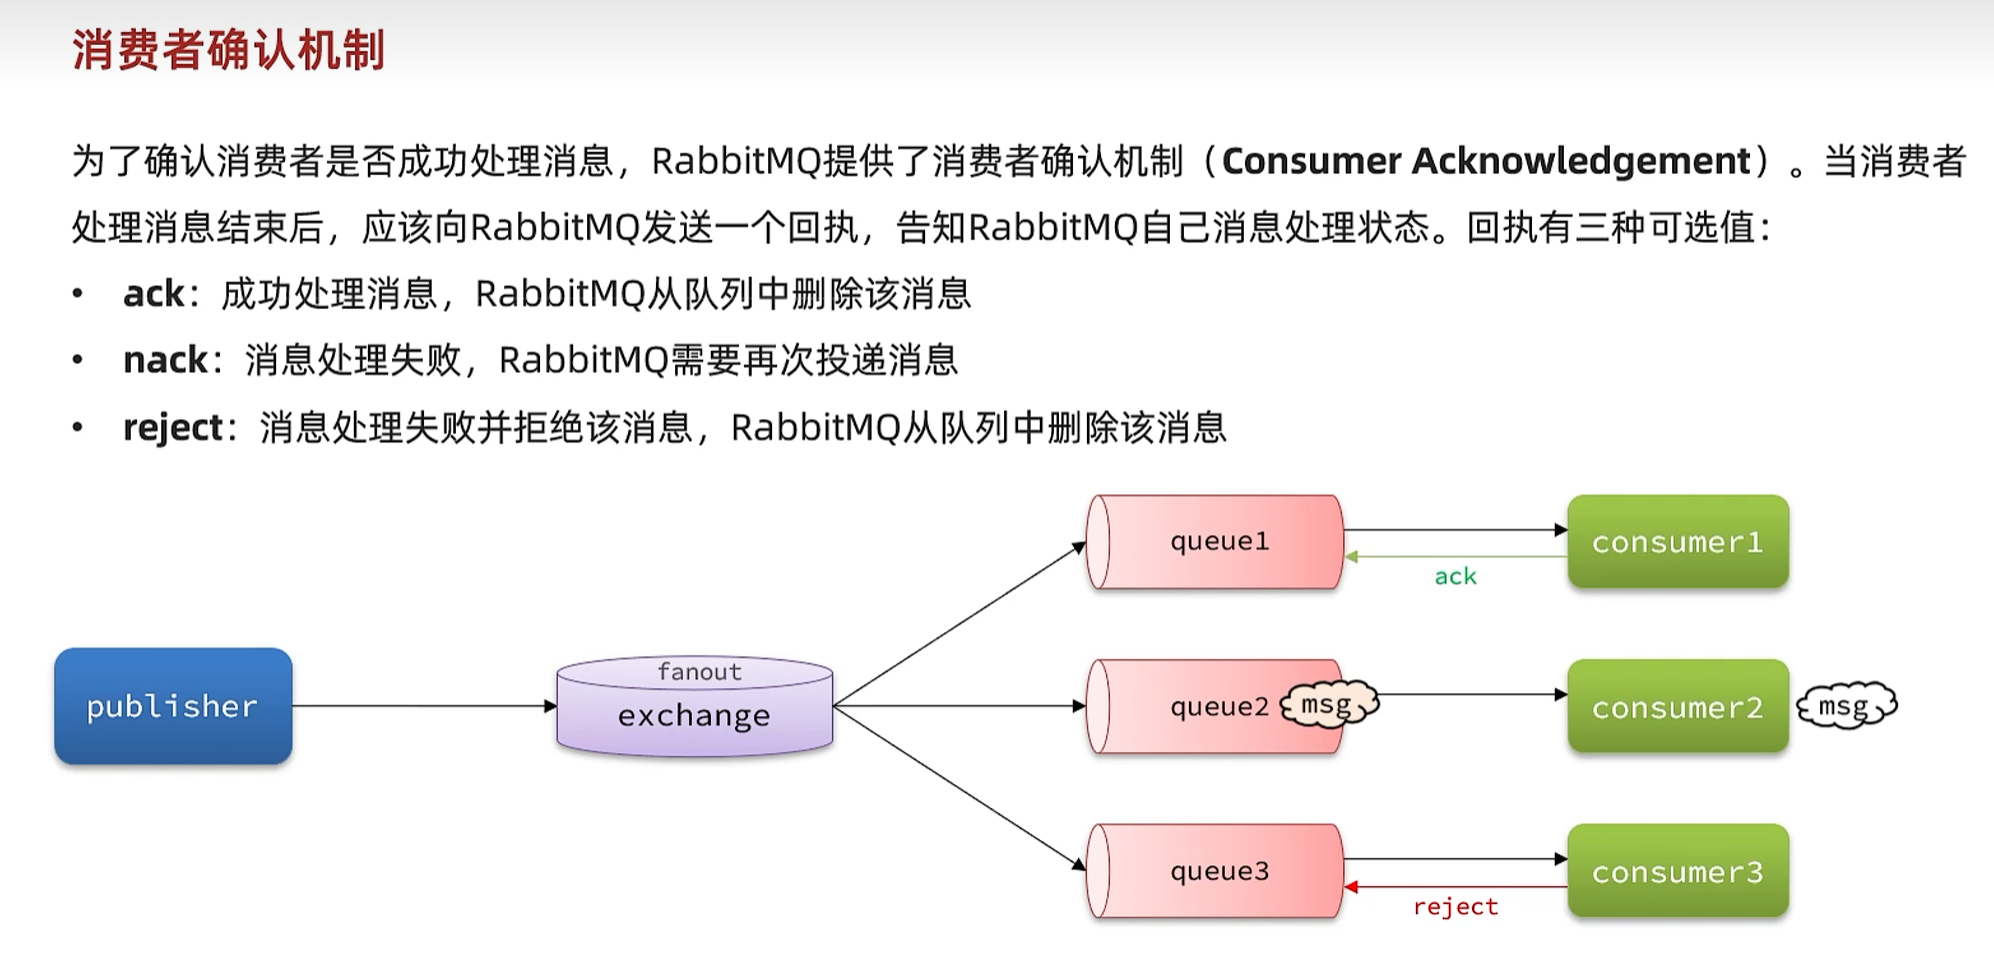 消费者确认机制
为了确认消费者是否成功处理消息，RabbitMQ提供了消费者确认机制（Consumer Acknowledgement）。当消费者
处理消息结束后，应该向RabbitMQ发送一个回执，告知RabbitMQ自己消息处理状态。回执有三种可选值：
• ack：成功处理消息，RabbitMQ从队列中删除该消息
• nack：消息处理失败，RabbitMQ需要再次投递消息
• reject：消息处理失败并拒绝该消息，RabbitMQ从队列中删除该消息
queue1
consumer1
ack
publisher
fanout
exchange
queue2
msg
consumer2
msg
queue3
consumer3
reject